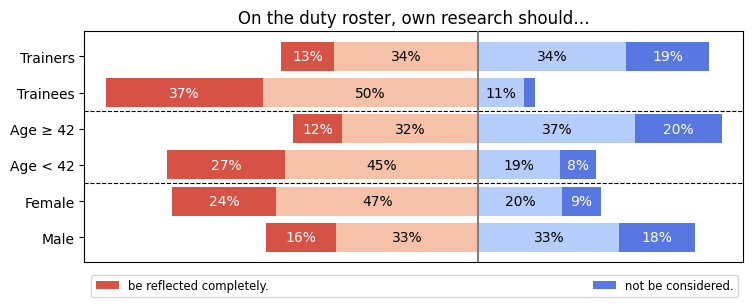 On the duty roster, own research should...
Trainers 13% 34% 34% 19%
Trainees 37% 50% 11%
Age ≥ 42 12% 32% 37% 20%
Age < 42 27% 45% 19% 8%
Female 24% 47% 20% 9%
Male 16% 33% 33% 18%
be reflected completely. not be considered.